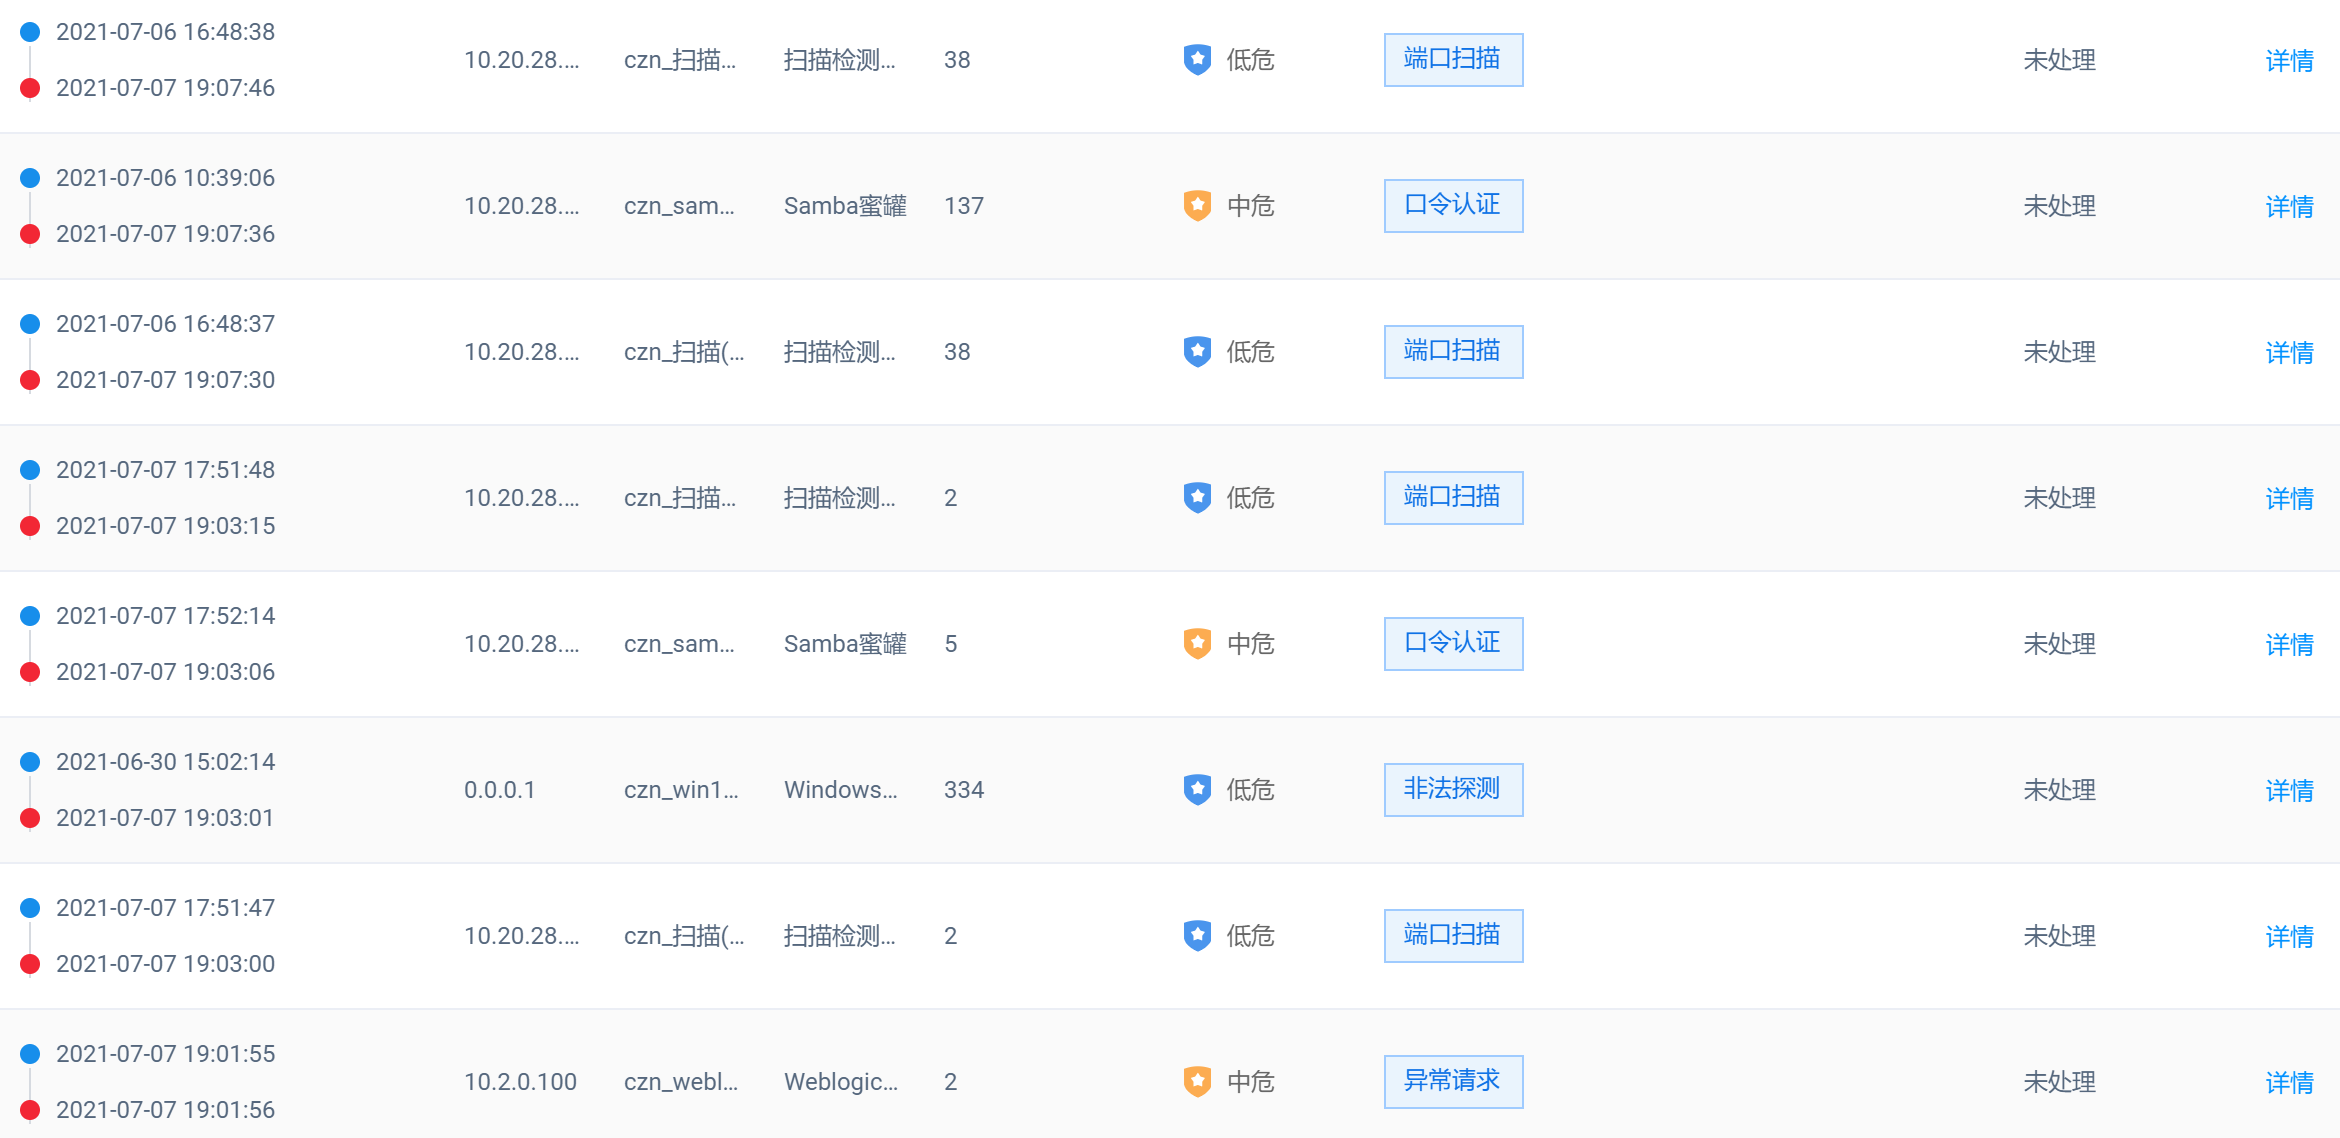 2021-07-06 16:48:38
2021-07-07 19:07:46
10.20.28.... czn_扫描... 扫描检测... 38 低危 端口扫描 未处理 详情
2021-07-06 10:39:06
2021-07-07 19:07:36
10.20.28.... czn_sam... Samba蜜罐 137 中危 口令认证 未处理 详情
2021-07-06 16:48:37
2021-07-07 19:07:30
10.20.28.... czn_扫描(... 扫描检测... 38 低危 端口扫描 未处理 详情
2021-07-07 17:51:48
2021-07-07 19:03:15
10.20.28.... czn_扫描... 扫描检测... 2 低危 端口扫描 未处理 详情
2021-07-07 17:52:14
2021-07-07 19:03:06
10.20.28.... czn_sam... Samba蜜罐 5 中危 口令认证 未处理 详情
2021-06-30 15:02:14
2021-07-07 19:03:01
0.0.0.1 czn_win1... Windows... 334 低危 非法探测 未处理 详情
2021-07-07 17:51:47
2021-07-07 19:03:00
10.20.28.... czn_扫描(... 扫描检测... 2 低危 端口扫描 未处理 详情
2021-07-07 19:01:55
2021-07-07 19:01:56
10.2.0.100 czn_webl... Weblogic... 2 中危 异常请求 未处理 详情